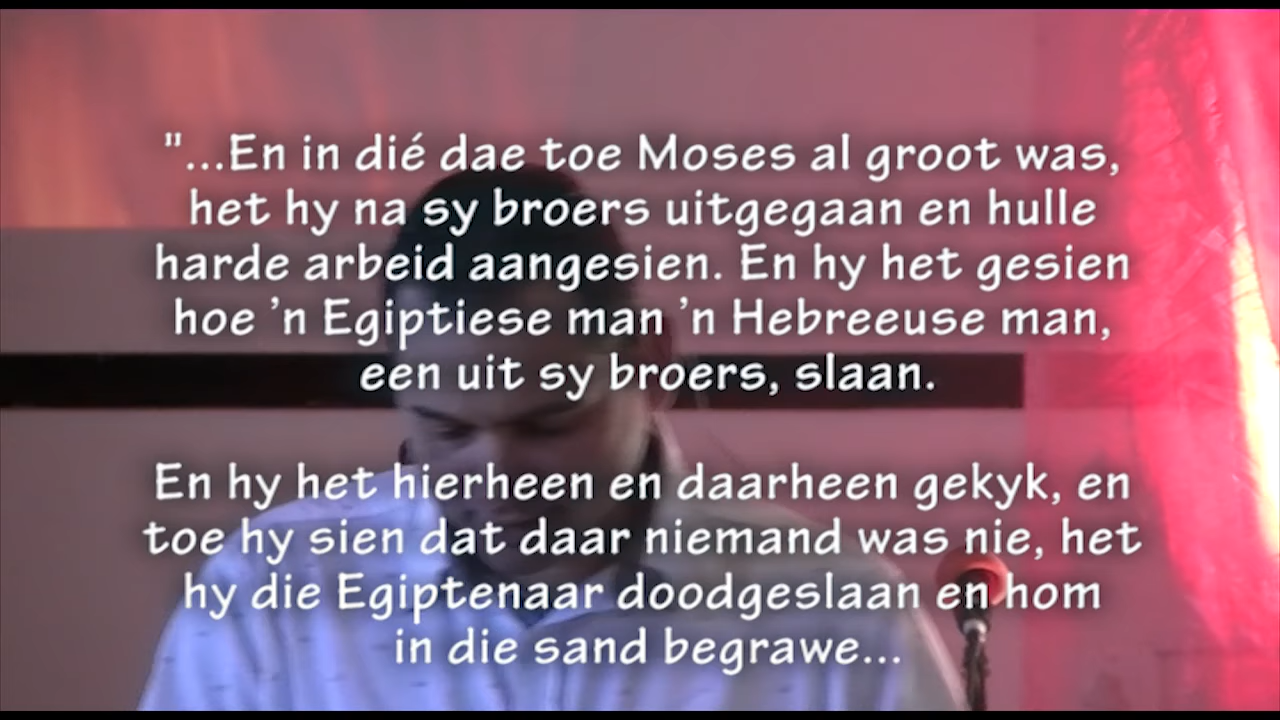 "...En in dié dae toe Moses al groot was,
het hy na sy broers uitgegaan en hulle
harde arbeid aangesien. En hy het gesien
hoe ’n Egiptiese man ’n Hebreeuse man,
een uit sy broers, slaan.
En hy het hierheen en daarheen gekyk, en
toe hy sien dat daar niemand was nie, het
hy die Egiptenaar doodgeslaan en hom
in die sand begrawe...